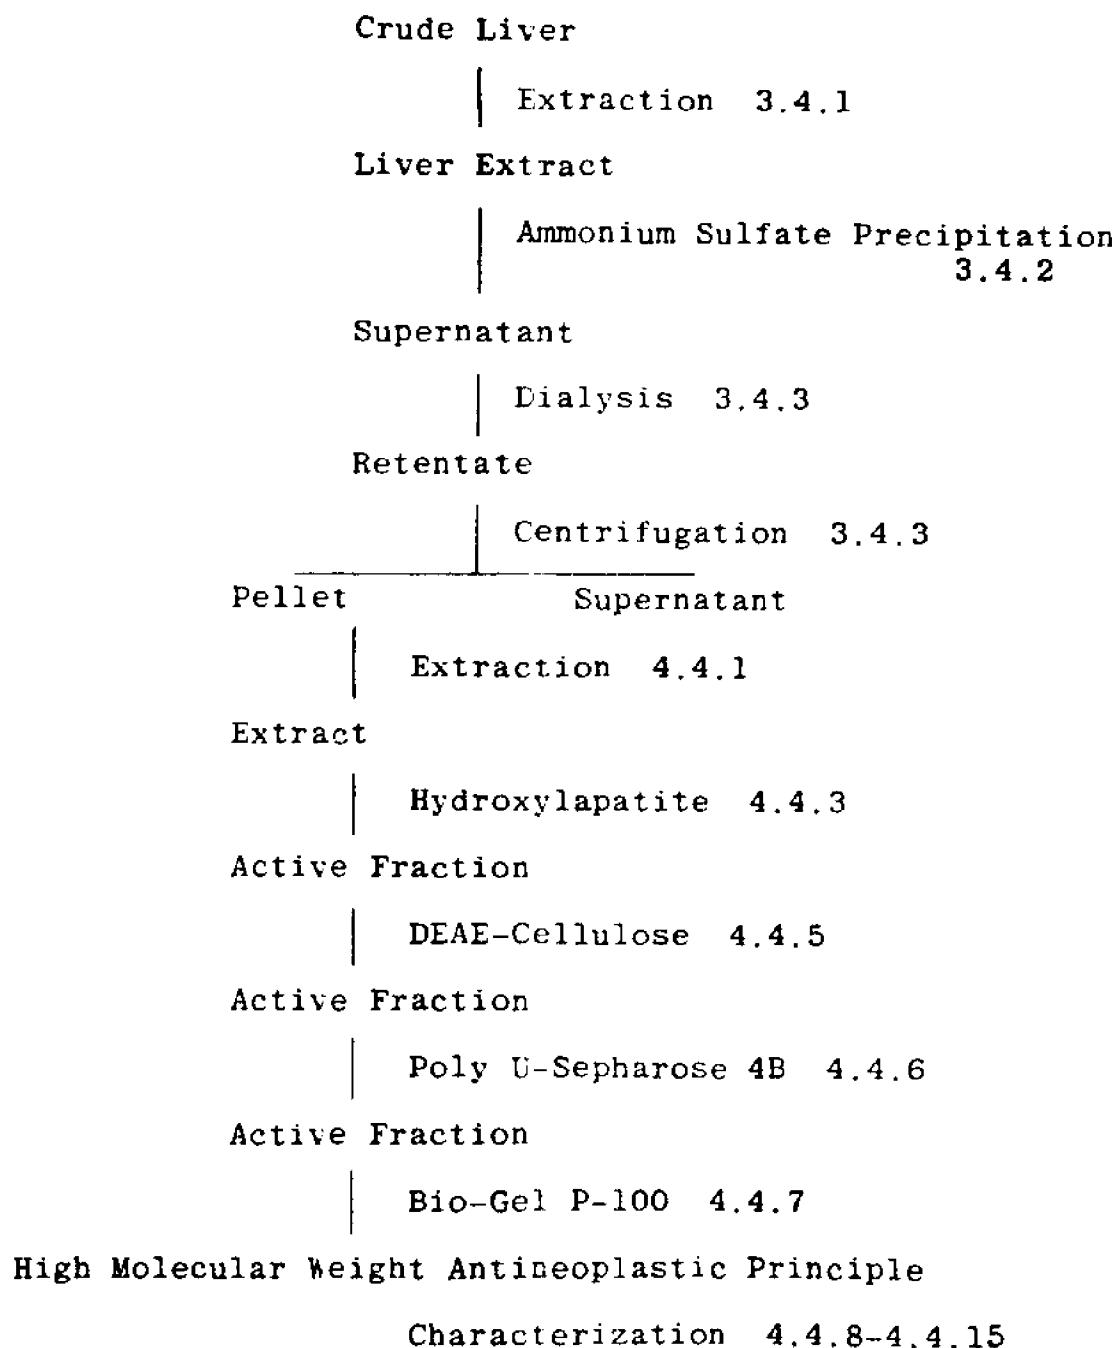 Crude Liver
Extraction 3.4.1
Liver Extract
Ammonium Sulfate Precipitation
3.4.2
Supernatant
Dialysis 3.4.3
Retentate
Centrifugation 3.4.3
Pellet Supernatant
Extraction 4.4.1
Extract
Hydroxylapatite 4.4.3
Active Fraction
DEAE-Cellulose 4.4.5
Active Fraction
Poly U-Sepharose 4B 4.4.6
Active Fraction
Bio-Gel P-100 4.4.7
High Molecular Weight Antineoplastic Principle
Characterization 4.4.8-4.4.15